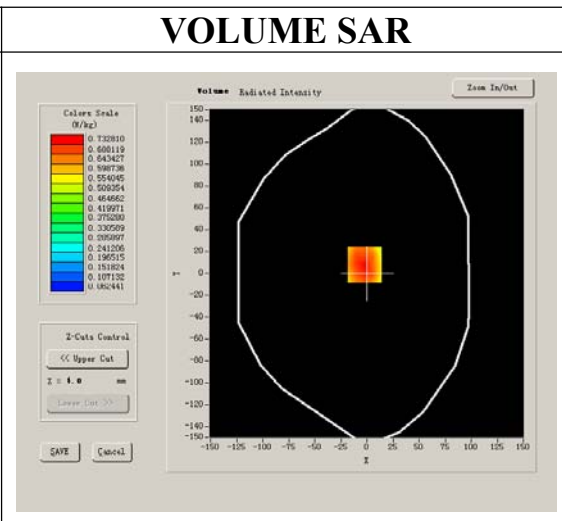 VOLUME SAR
Volume Radiated Intensity
Zoom In/Out
Colors Scale
(W/kg)
0.732810
0.688119
0.643427
0.598736
0.554045
0.509354
0.464662
0.419971
0.375280
0.330589
0.285897
0.241206
0.196515
0.151824
0.107132
0.062441
Z-Cuts Control
<< Upper Cut
Z = 4.0 mm
Lower Cut >>
SAVE Cancel
150
140
120
100
80
60
40
20
0
-20
-40
-60
-80
-100
-120
-140
-150
Y
-150 -125 -100 -75 -50 -25 0 25 50 75 100 125 150
X